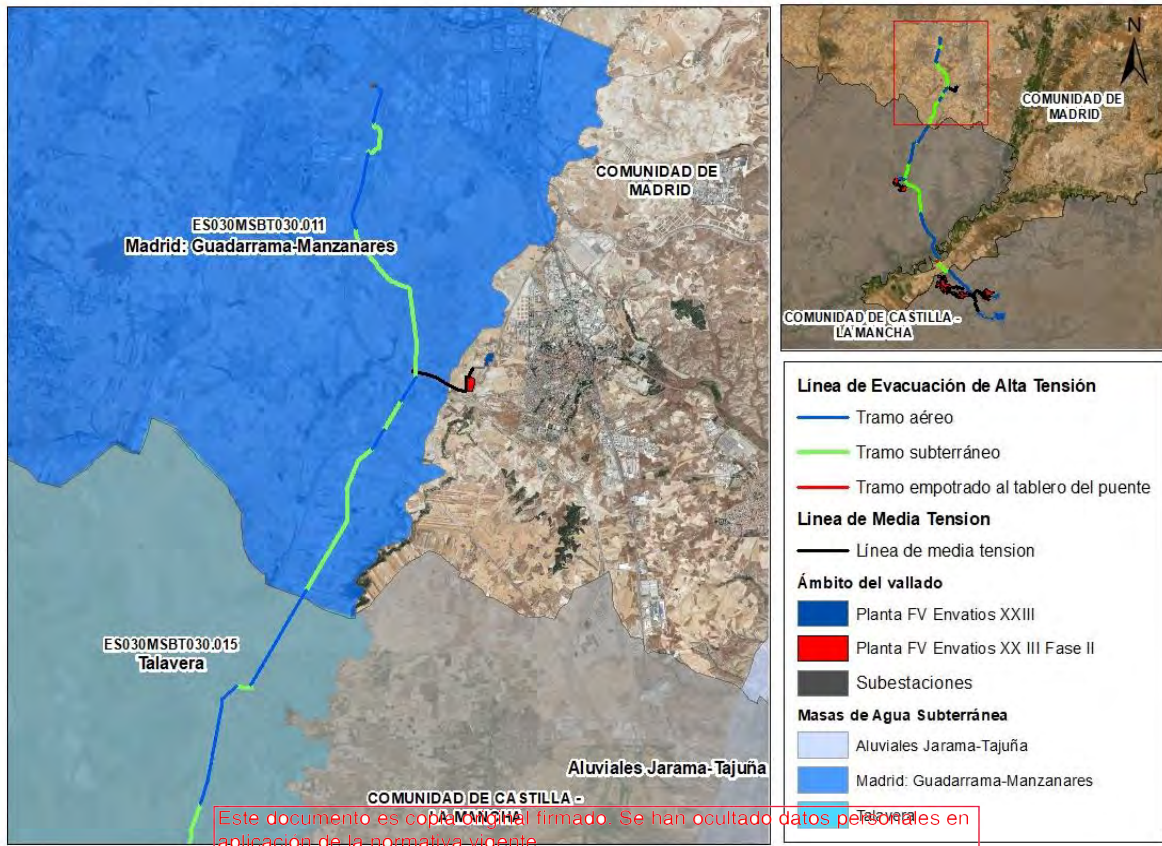 ES030MSBT030.011
Madrid: Guadarrama-Manzanares
COMUNIDAD DE
MADRID
ES030MSBT030.015
Talavera
Aluviales Jarama-Tajuña
COMUNIDAD DE CASTILLA -
LA MANCHA
N
COMUNIDAD DE
MADRID
COMUNIDAD DE CASTILLA -
LA MANCHA
Línea de Evacuación de Alta Tensión
Tramo aéreo
Tramo subterráneo
Tramo empotrado al tablero del puente
Linea de Media Tension
Línea de media tension
Ámbito del vallado
Planta FV Envatios XXIII
Planta FV Envatios XX III Fase II
Subestaciones
Masas de Agua Subterránea
Aluviales Jarama-Tajuña
Madrid: Guadarrama-Manzanares
Talavera
Este documento es copia original firmado. Se han ocultado datos personales en
aplicación de la normativa vigente